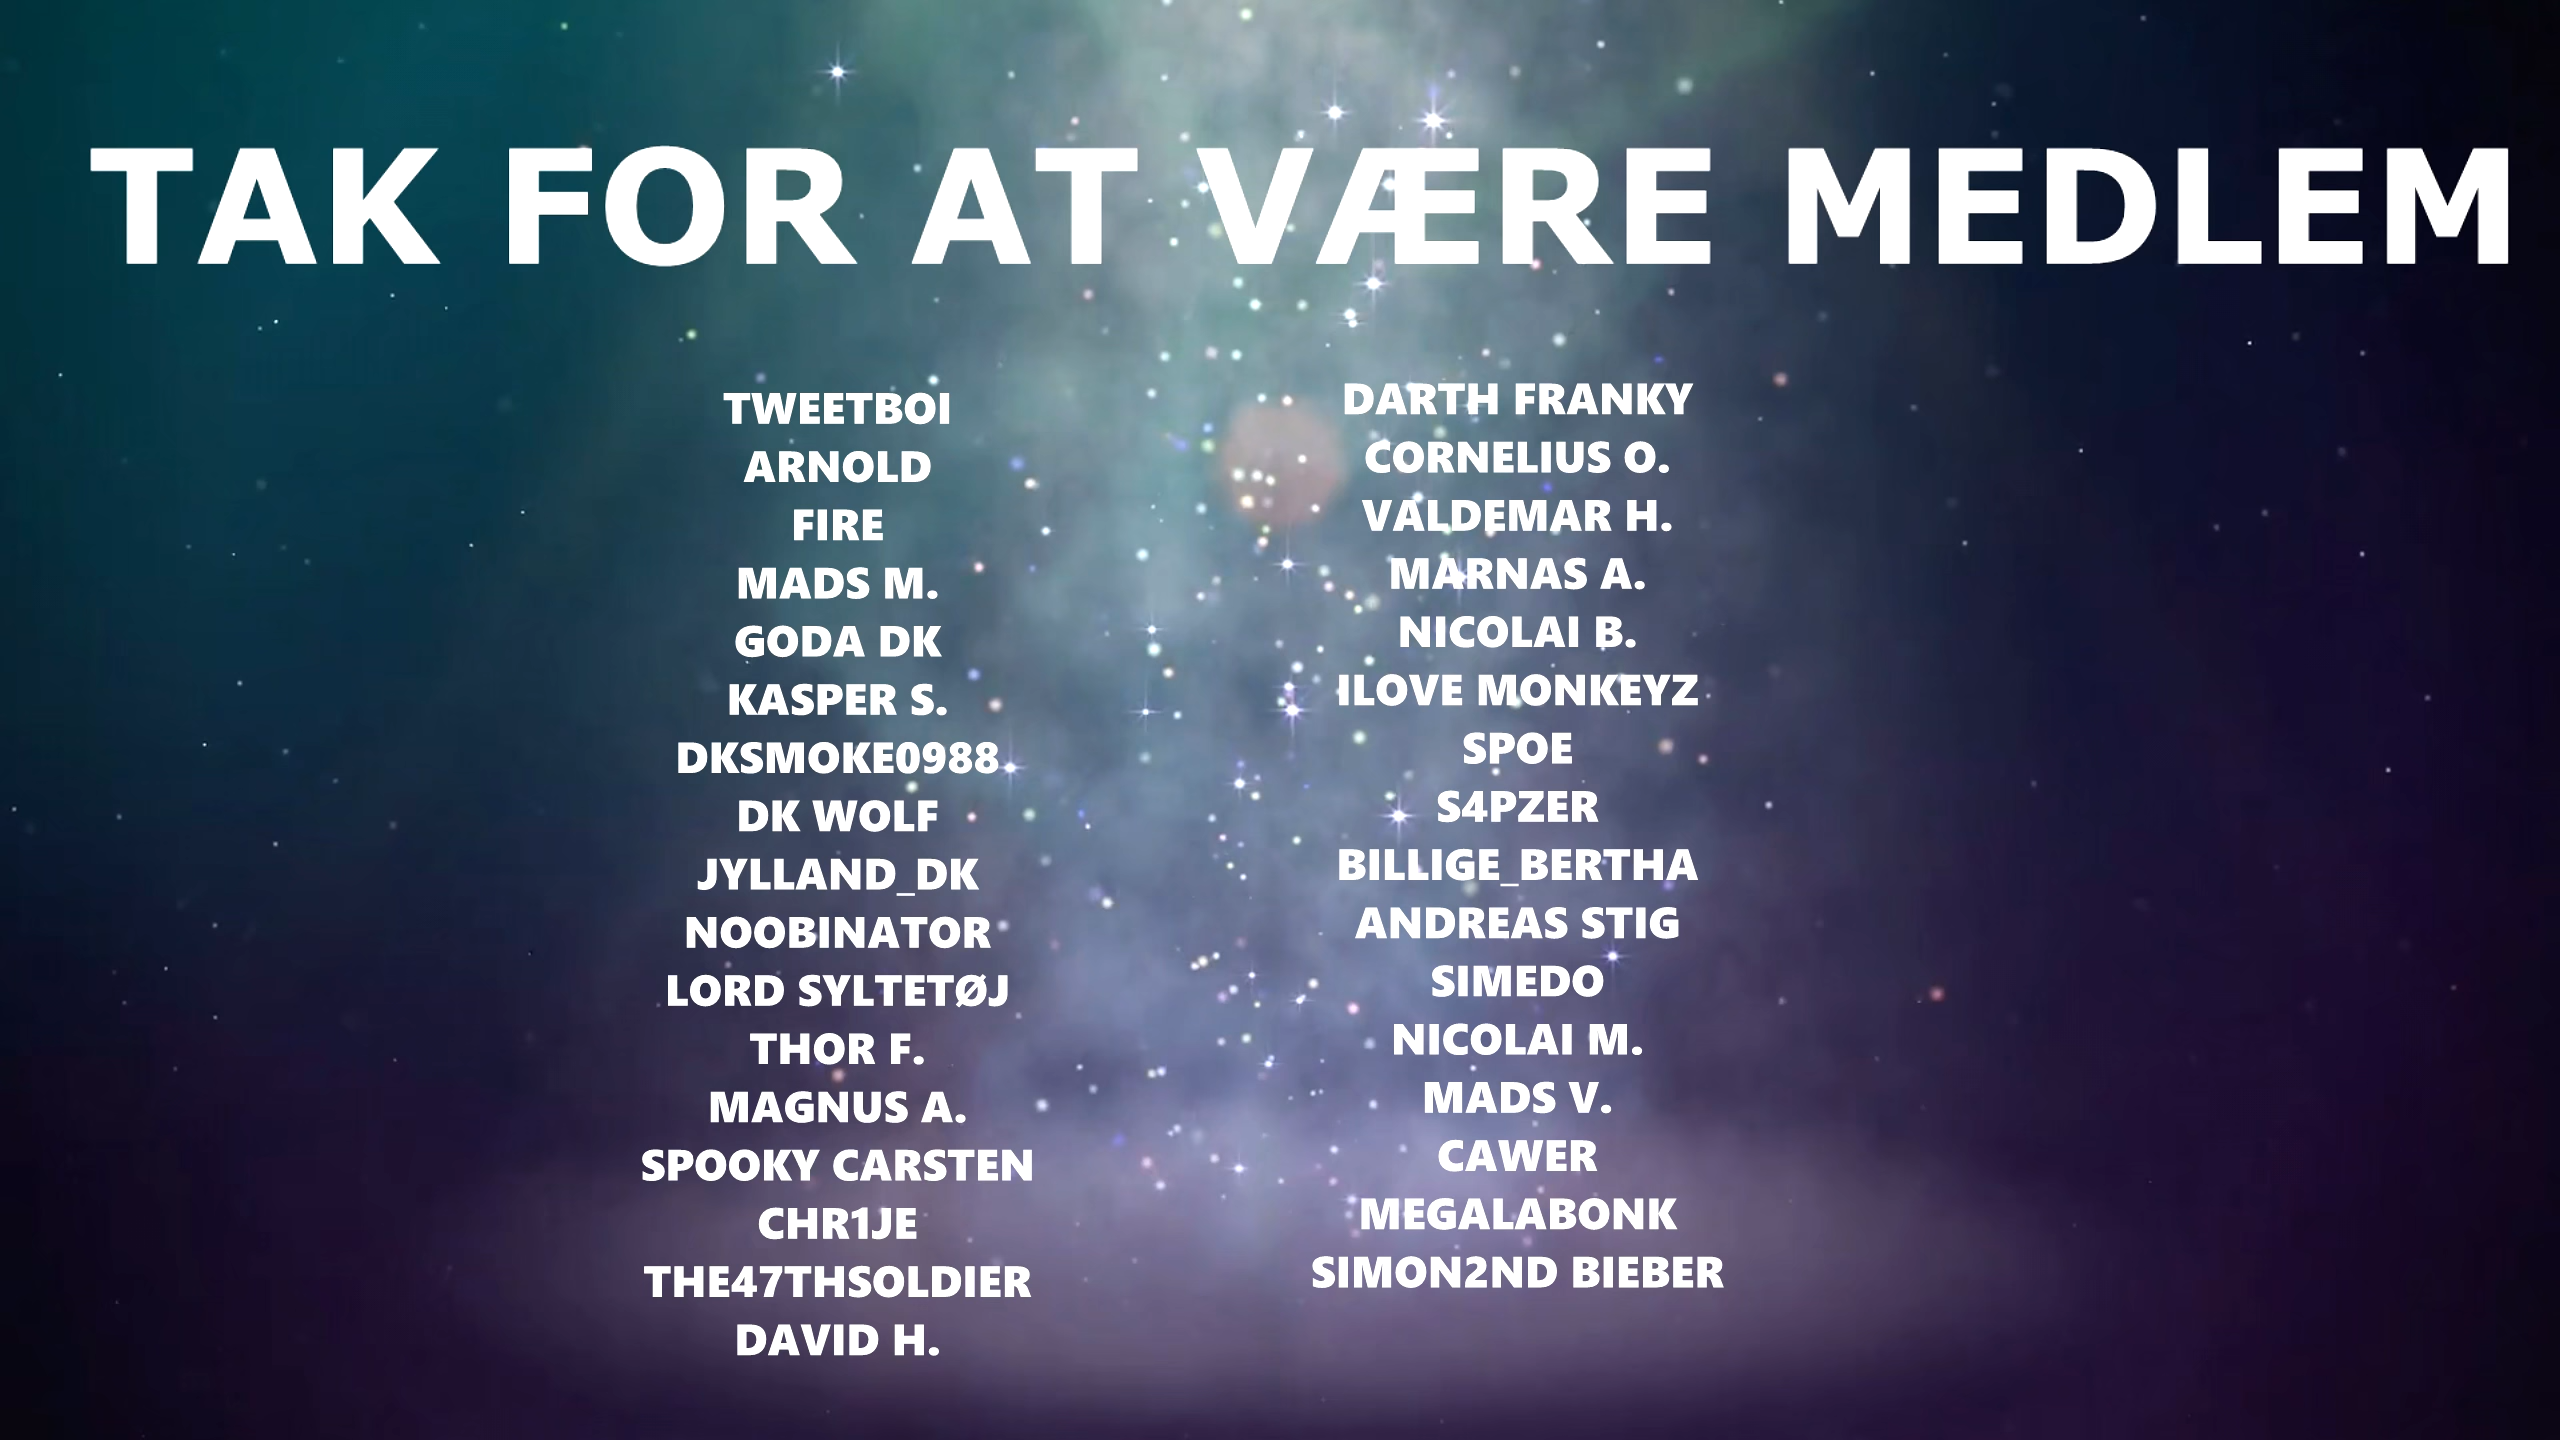 TAK FOR AT VÆRE MEDLEM
TWEETBOI
ARNOLD
FIRE
MADS M.
GODA DK
KASPER S.
DKSMOKE0988
DK WOLF
JYLLAND_DK
NOOBINATOR
LORD SYLTETØJ
THOR F.
MAGNUS A.
SPOOKY CARSTEN
CHR1JE
THE47THSOLDIER
DAVID H.
DARTH FRANKY
CORNELIUS O.
VALDEMAR H.
MARNAS A.
NICOLAI B.
ILOVE MONKEYZ
SPOE
S4PZER
BILLIGE_BERTHA
ANDREAS STIG
SIMEDO
NICOLAI M.
MADS V.
CAWER
MEGALABONK
SIMON2ND BIEBER